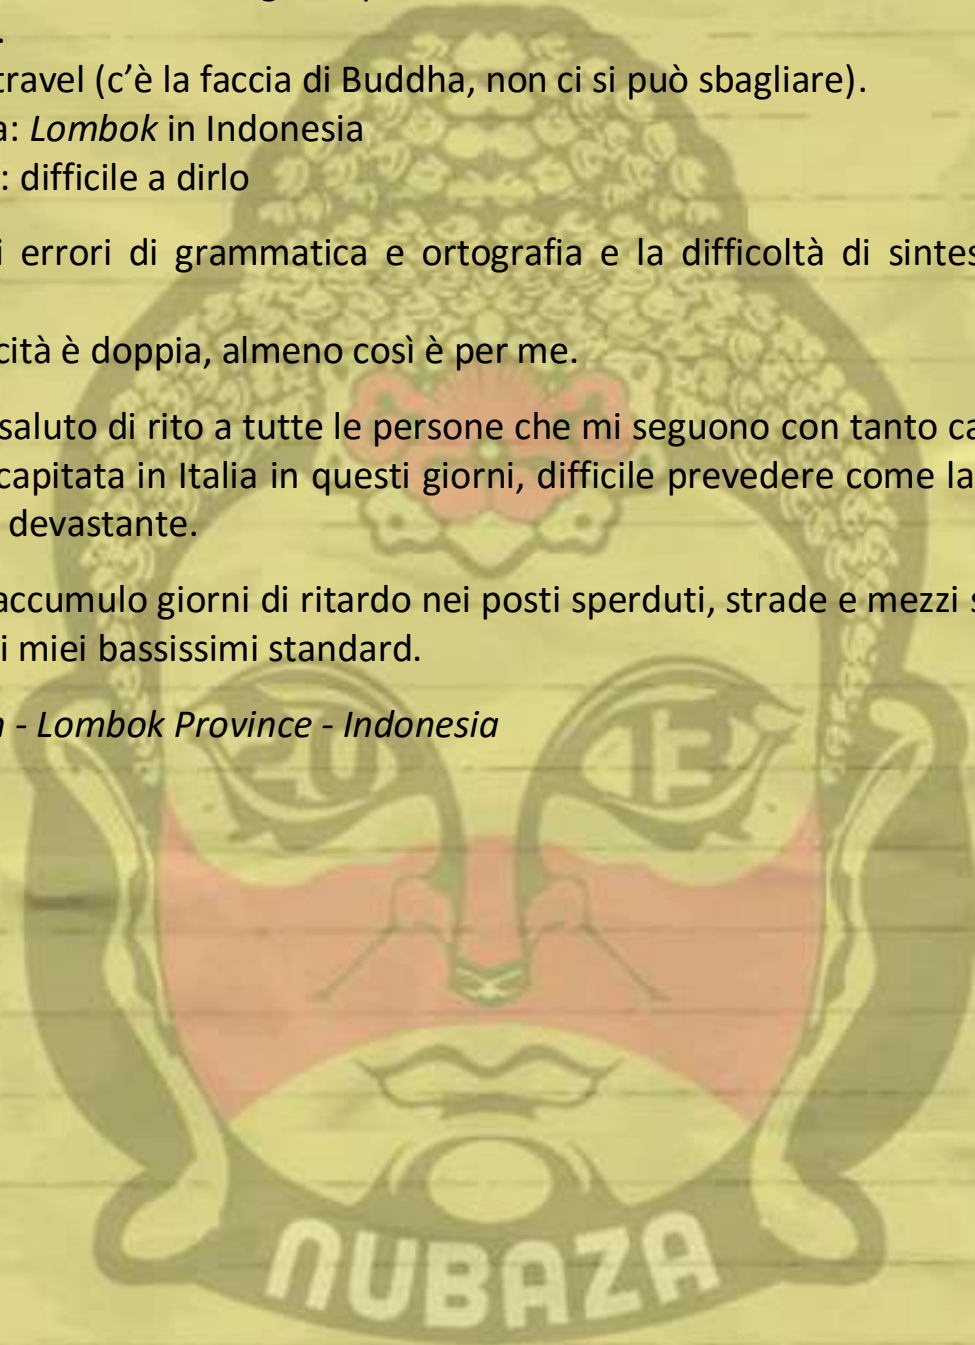 .
travel (c'è la faccia di Buddha, non ci si può sbagliare).
a: Lombok in Indonesia
: difficile a dirlo
i errori di grammatica e ortografia e la difficoltà di sintes
cità è doppia, almeno così è per me.
saluto di rito a tutte le persone che mi seguono con tanto ca
capitata in Italia in questi giorni, difficile prevedere come la
devastante.
accumulo giorni di ritardo nei posti sperduti, strade e mezzi s
i miei bassissimi standard.
- Lombok Province - Indonesia
20 13
NUBAZA